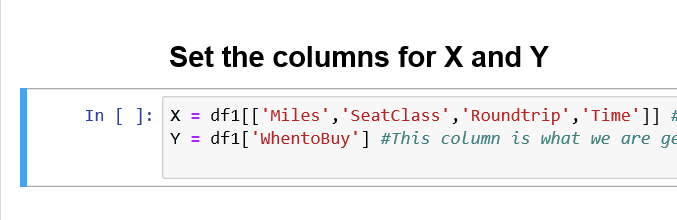 Set the columns for X and Y
In [ ]: X = df1[['Miles','SeatClass','Roundtrip','Time']] #
Y = df1['WhentoBuy'] #This column is what we are ge